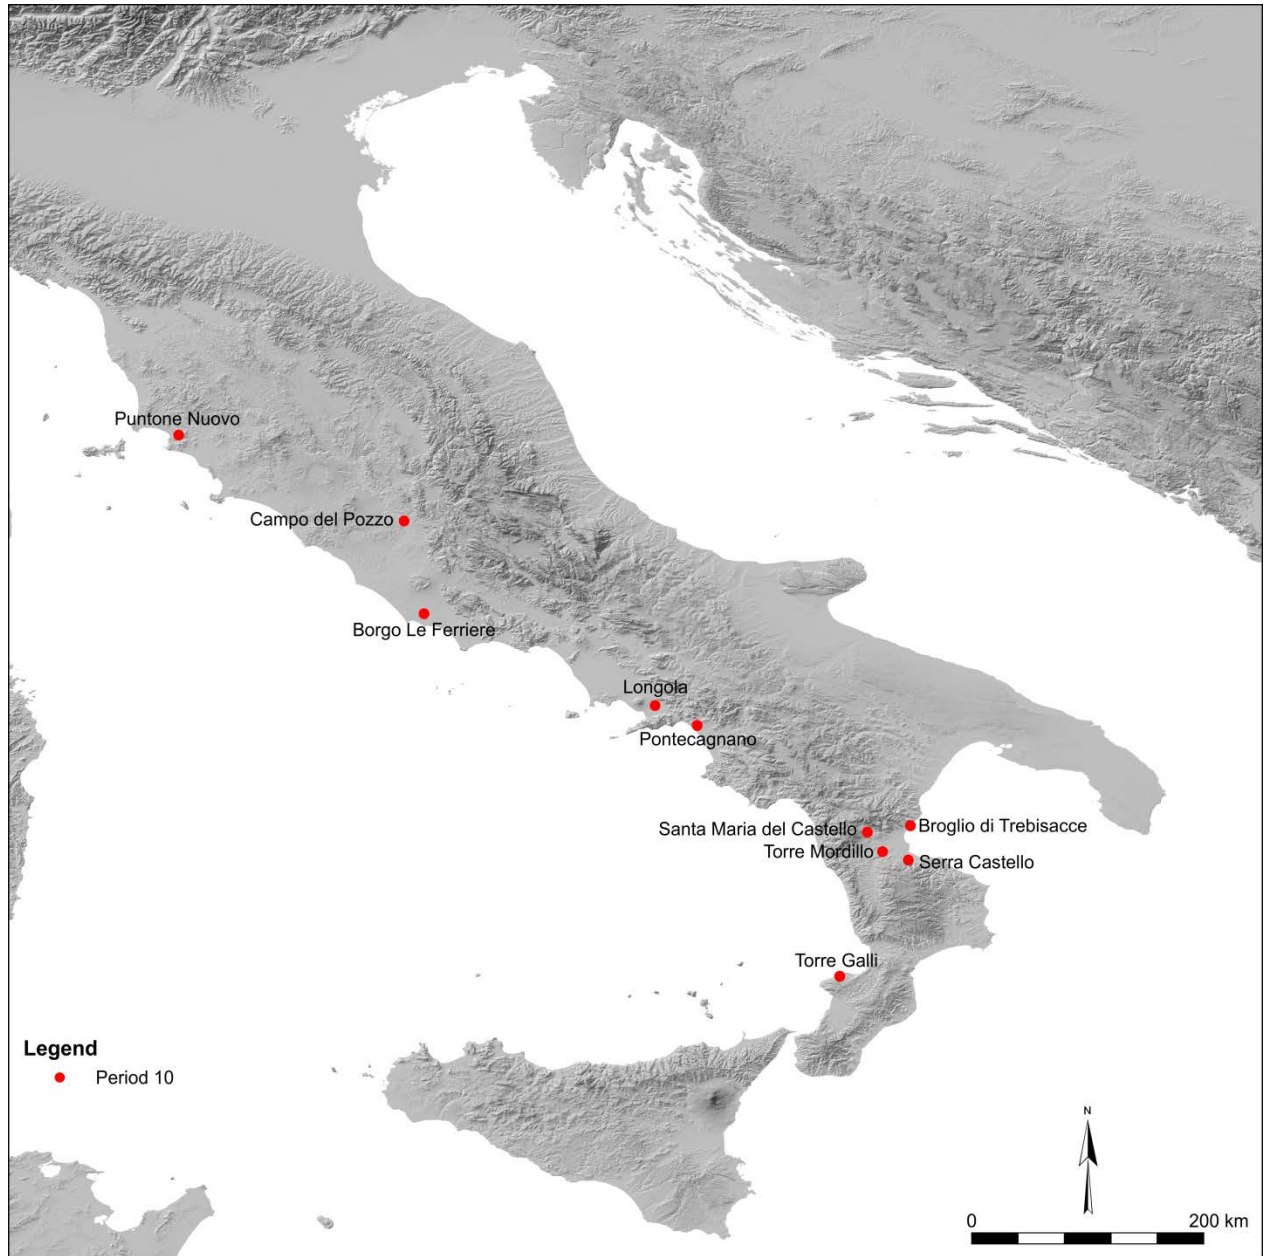 Puntone Nuovo
Campo del Pozzo
Borgo Le Ferriere
Longola
Pontecagnano
Santa Maria del Castello
Broglio di Trebisacce
Torre Mordillo
Serra Castello
Torre Galli
Legend
Period 10
N
0 200 km